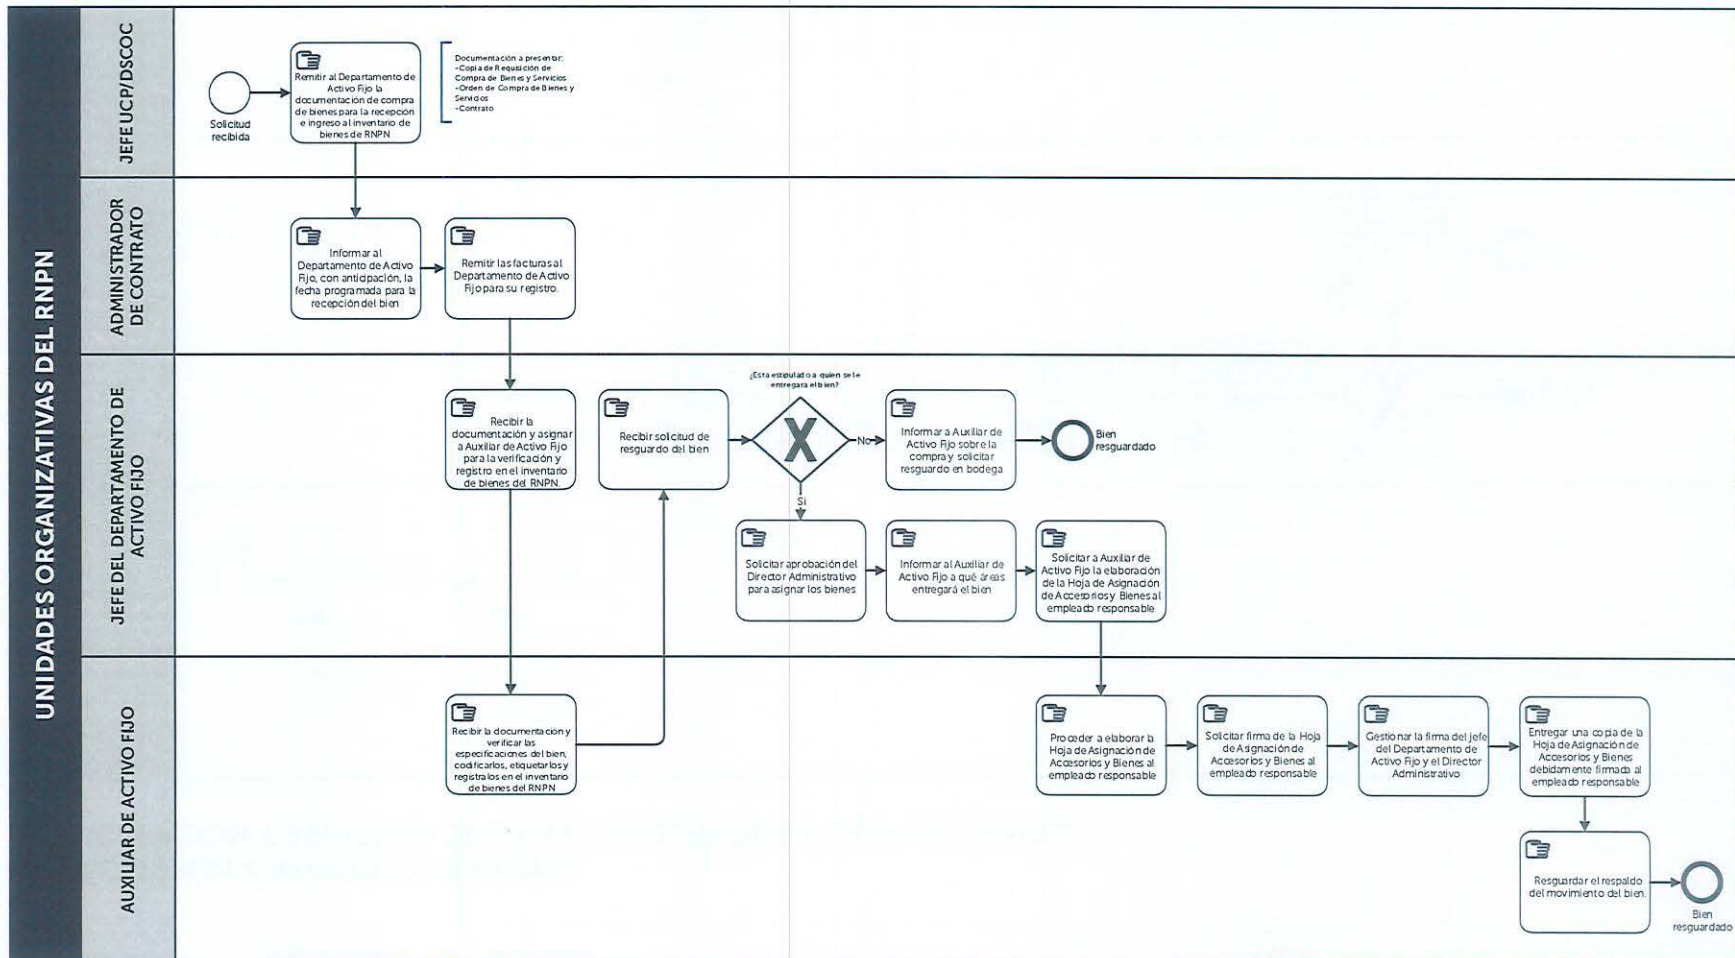 UNIDADES ORGANIZATIVAS DEL RNPN
JEFE UCP/DSCOC
Solicitud
recibida
Remitir al Departamento de
Activo Fijo la
documentación de compra
de bienes para la recepción
e ingreso al inventario de
bienes de RNPN
Documentación a presentar:
-Copia de Requisición de
Compra de Bienes y Servicios
-Orden de Compra de Bienes y
Servicios
-Contrato
ADMINISTRADOR
DE CONTRATO
Informar al
Departamento de Activo
Fijo, con anticipación, la
fecha programada para la
recepción del bien
Remitir las facturas al
Departamento de Activo
Fijo para su registro.
JEFE DEL DEPARTAMENTO DE
ACTIVO FIJO
Recibir la
documentación y asignar
a Auxiliar de Activo Fijo
para la verificación y
registro en el inventario
de bienes del RNPN.
Recibir solicitud de
resguardo del bien
¿Esta estipulado a quien se le
entregara el bien?
X
No
Informar a Auxiliar de
Activo Fijo sobre la
compra y solicitar
resguardo en bodega
Bien
resguardado
Si
Solicitar aprobación del
Director Administrativo
para asignar los bienes
Informar al Auxiliar de
Activo Fijo a qué áreas
entregará el bien
Solicitar a Auxiliar de
Activo Fijo la elaboración
de la Hoja de Asignación
de Accesorios y Bienes al
empleado responsable
AUXILIAR DE ACTIVO FIJO
Recibir la documentación y
verificar las
especificaciones del bien,
codificarlos, etiquetarlos y
registralos en el inventario
de bienes del RNPN
Proceder a elaborar la
Hoja de Asignación de
Accesorios y Bienes al
empleado responsable
Solicitar firma de la Hoja
de Asignación de
Accesorios y Bienes al
empleado responsable
Gestionar la firma del jefe
del Departamento de
Activo Fijo y el Director
Administrativo
Entregar una copia de la
Hoja de Asignación de
Accesorios y Bienes
debidamente firmada al
empleado responsable
Resguardar el respaldo
del movimiento del bien.
Bien
resguardado